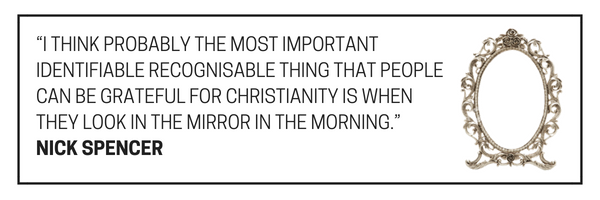 “I THINK PROBABLY THE MOST IMPORTANT
IDENTIFIABLE RECOGNISABLE THING THAT PEOPLE
CAN BE GRATEFUL FOR CHRISTIANITY IS WHEN
THEY LOOK IN THE MIRROR IN THE MORNING.”
NICK SPENCER